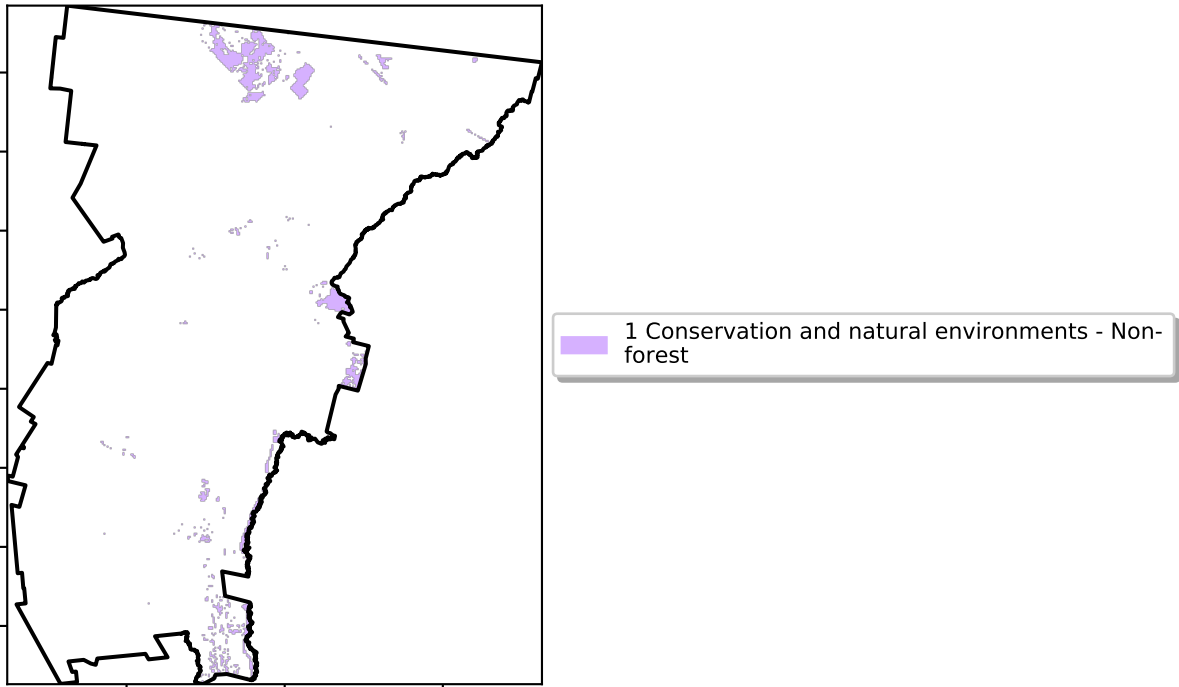 1 Conservation and natural environments - Non-
forest